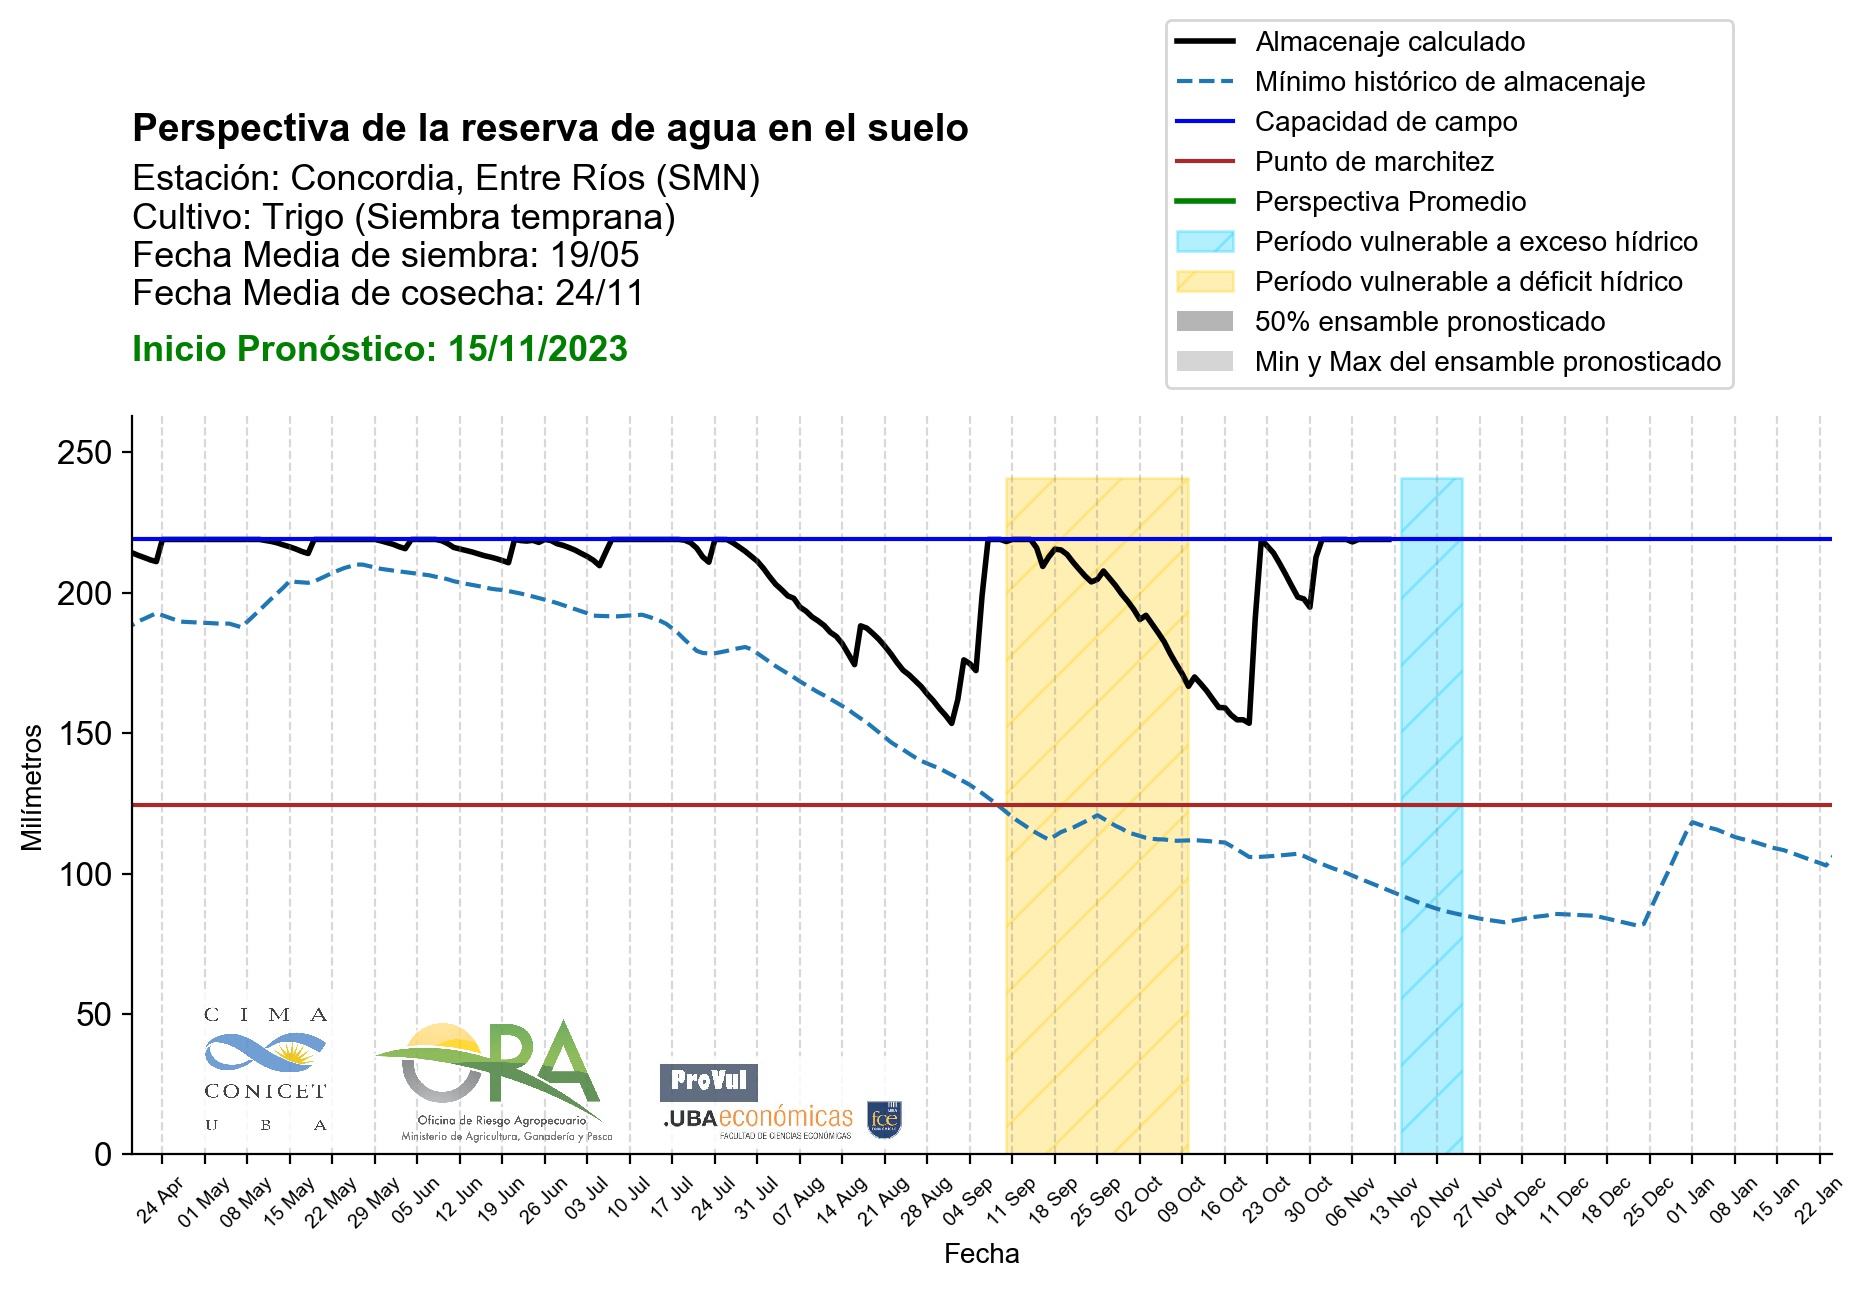 Almacenaje calculado
Mínimo histórico de almacenaje
Capacidad de campo
Punto de marchitez
Perspectiva Promedio
Período vulnerable a exceso hídrico
Período vulnerable a déficit hídrico
50% ensamble pronosticado
Min y Max del ensamble pronosticado
Perspectiva de la reserva de agua en el suelo
Estación: Concordia, Entre Ríos (SMN)
Cultivo: Trigo (Siembra temprana)
Fecha Media de siembra: 19/05
Fecha Media de cosecha: 24/11
Inicio Pronóstico: 15/11/2023
Milímetros
250
200
150
100
50
0
C I M A
CONICET
U B A
ORA
Oficina de Riesgo Agropecuario
Ministerio de Agricultura, Ganadería y Pesca
ProVul
.UBAeconómicas
FACULTAD DE CIENCIAS ECONÓMICAS
fce
24 Apr
01 May
08 May
15 May
22 May
29 May
05 Jun
12 Jun
19 Jun
26 Jun
03 Jul
10 Jul
17 Jul
24 Jul
31 Jul
07 Aug
14 Aug
21 Aug
28 Aug
04 Sep
11 Sep
18 Sep
25 Sep
02 Oct
09 Oct
16 Oct
23 Oct
30 Oct
06 Nov
13 Nov
20 Nov
27 Nov
04 Dec
11 Dec
18 Dec
25 Dec
01 Jan
08 Jan
15 Jan
22 Jan
Fecha